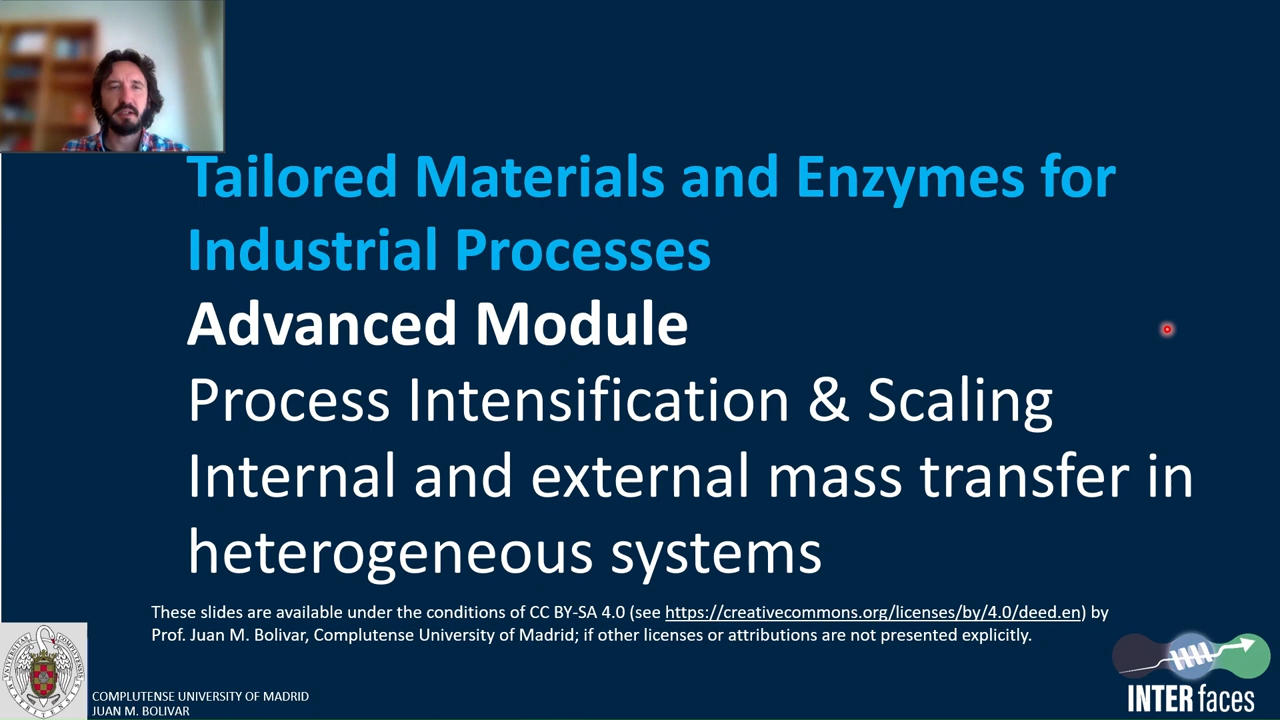 Tailored Materials and Enzymes for
Industrial Processes
Advanced Module
Process Intensification & Scaling
Internal and external mass transfer in
heterogeneous systems
These slides are available under the conditions of CC BY-SA 4.0 (see https://creativecommons.org/licenses/by/4.0/deed.en) by
Prof. Juan M. Bolivar, Complutense University of Madrid; if other licenses or attributions are not presented explicitly.
COMPLUTENSE UNIVERSITY OF MADRID
JUAN M. BOLIVAR
INTERfaces